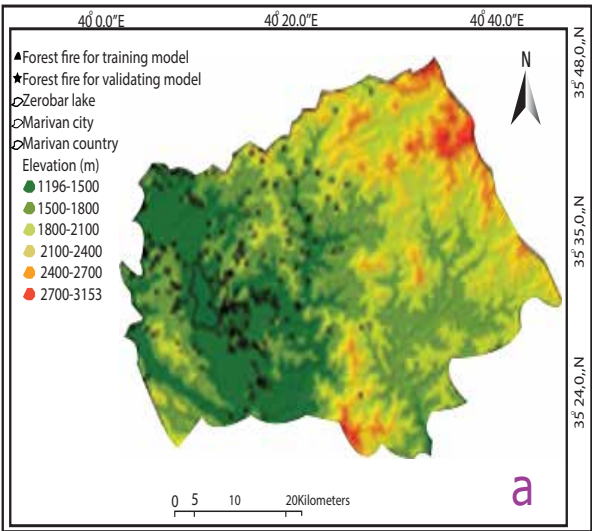 40° 0.0″E 40° 20.0″E 40° 40.0″E
Forest fire for training model
Forest fire for validating model
Zerobar lake
Marivan city
Marivan country
Elevation (m)
1196-1500
1500-1800
1800-2100
2100-2400
2400-2700
2700-3153
N
35° 48,0,,N
35° 35,0,,N
35° 24,0,,N
0 5 10 20Kilometers
a